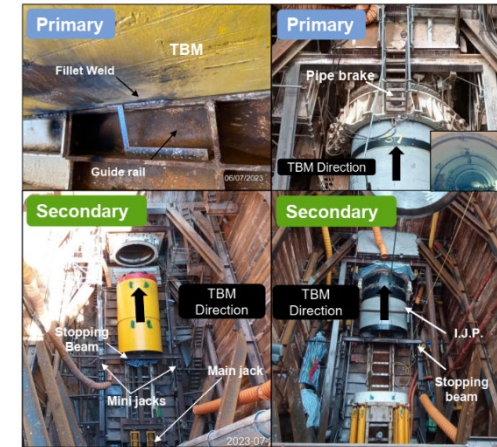 Primary
TBM
Fillet Weld
Guide rail
06/07/2023
Primary
Pipe brake
TBM Direction
Secondary
TBM
Direction
Stopping
Beam
Main jack
Mini jacks
2023-07
Secondary
TBM
Direction
I.J.P.
Stopping
beam